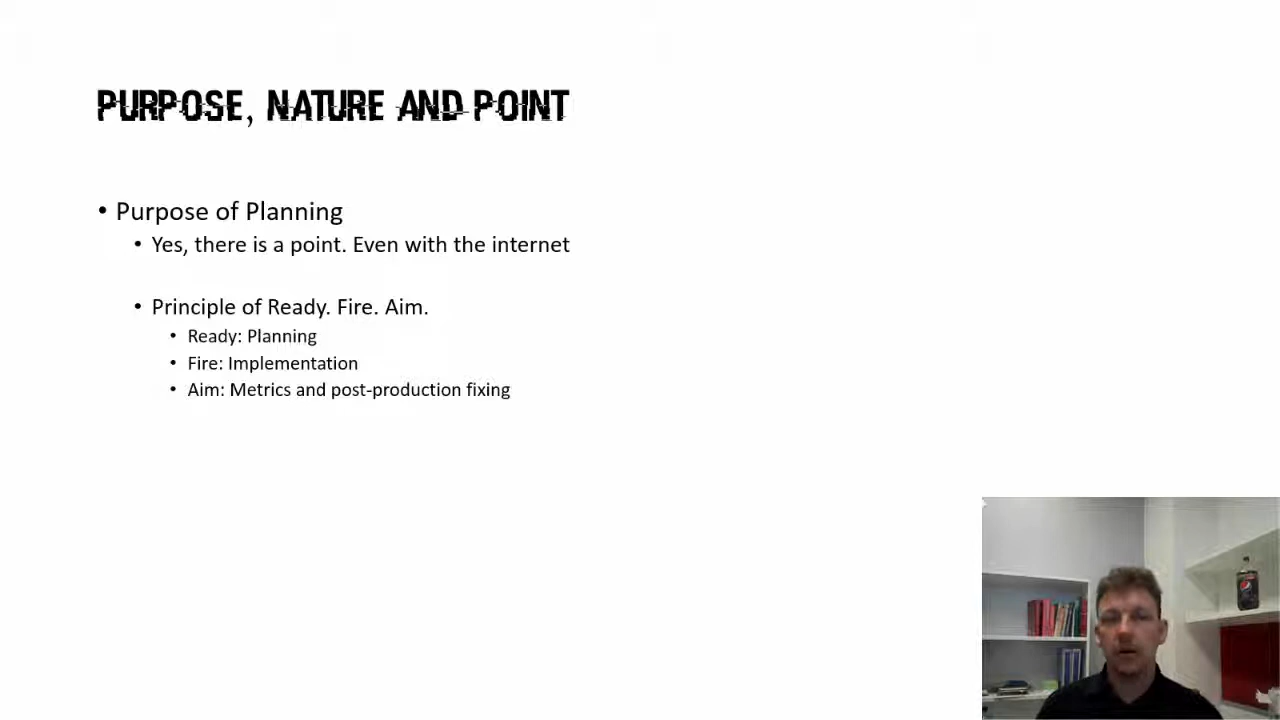 PURPOSE, NATURE AND POINT
• Purpose of Planning
• Yes, there is a point. Even with the internet
• Principle of Ready. Fire. Aim.
• Ready: Planning
• Fire: Implementation
• Aim: Metrics and post-production fixing